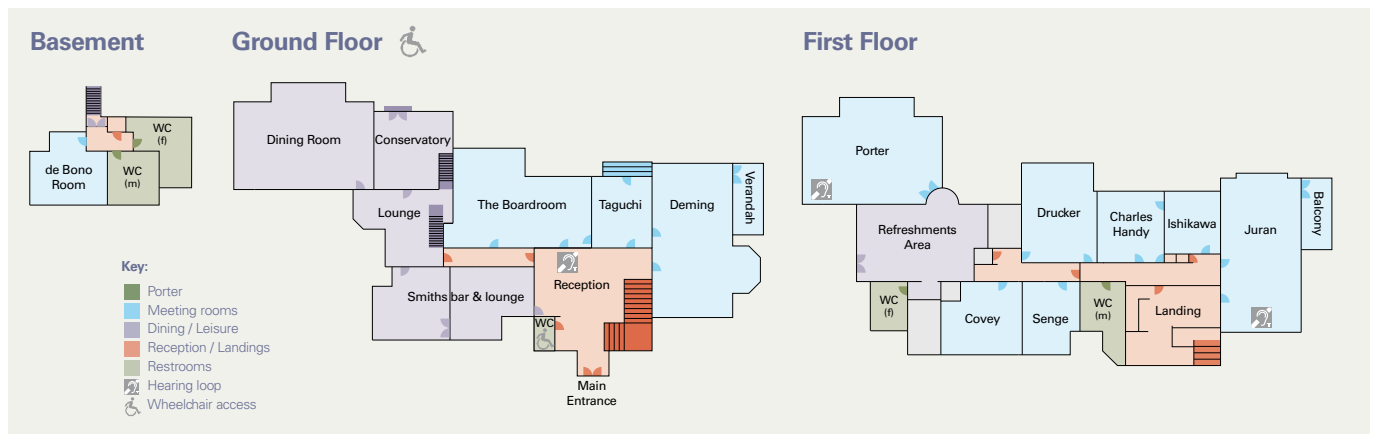 Basement
Ground Floor
First Floor
WC
(f)
de Bono
Room
WC
(m)
Dining Room
Conservatory
Lounge
The Boardroom
Taguchi
Deming
Verandah
Smiths bar & lounge
Reception
WC
Main
Entrance
Porter
Refreshments
Area
Drucker
Charles
Handy
Ishikawa
Juran
Balcony
WC
(f)
Covey
Senge
WC
(m)
Landing
Key:
Porter
Meeting rooms
Dining / Leisure
Reception / Landings
Restrooms
Hearing loop
Wheelchair access